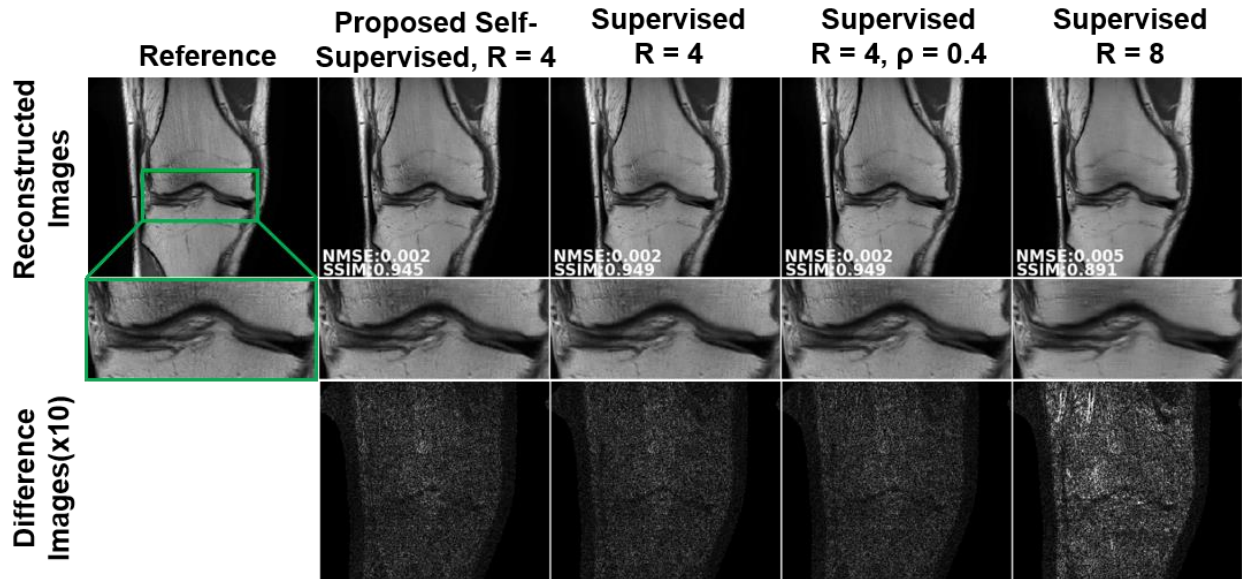 Reference
Proposed Self-
Supervised, R = 4
Supervised
R = 4
Supervised
R = 4, ρ = 0.4
Supervised
R = 8
Reconstructed
Images
NMSE:0.002
SSIM:0.945
NMSE:0.002
SSIM:0.949
NMSE:0.002
SSIM:0.949
NMSE:0.005
SSIM:0.891
Difference
Images(x10)